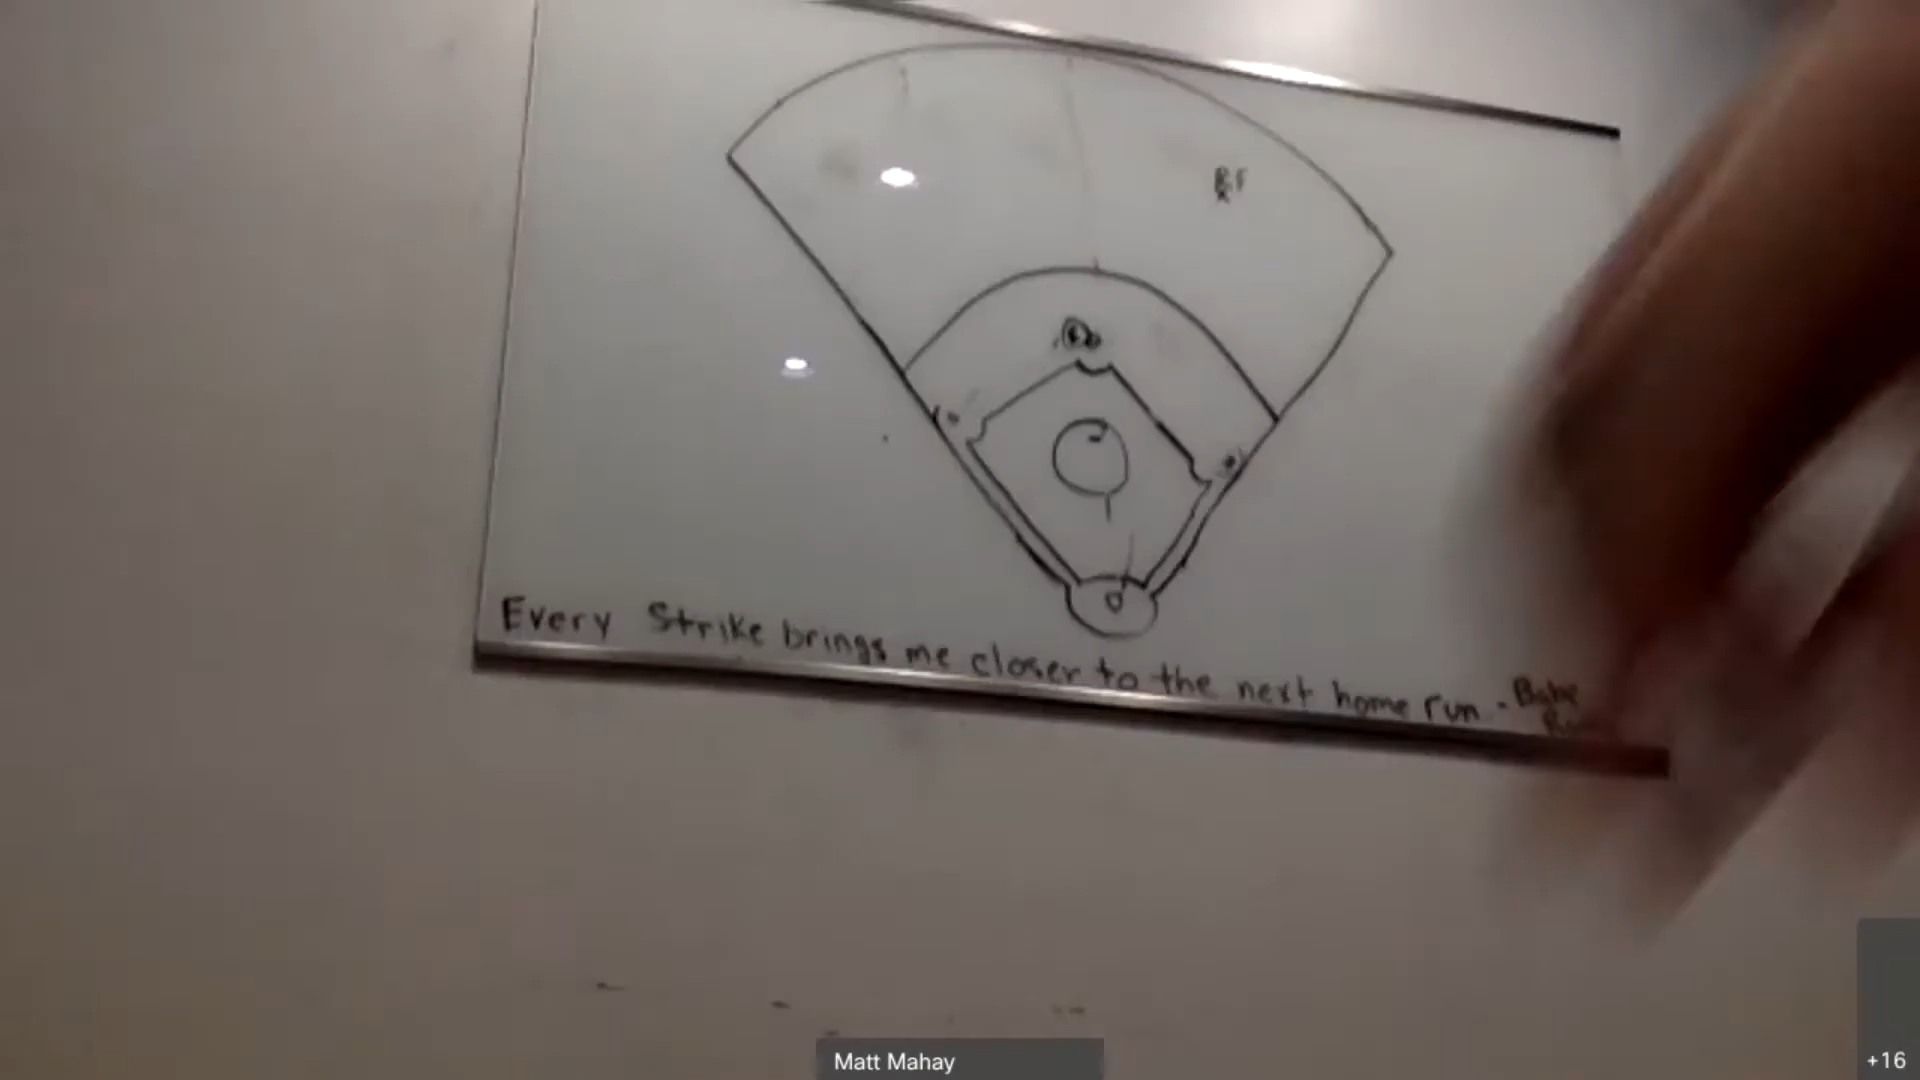 RF
Every Strike brings me closer to the next home run. - Babe
Matt Mahay
+16